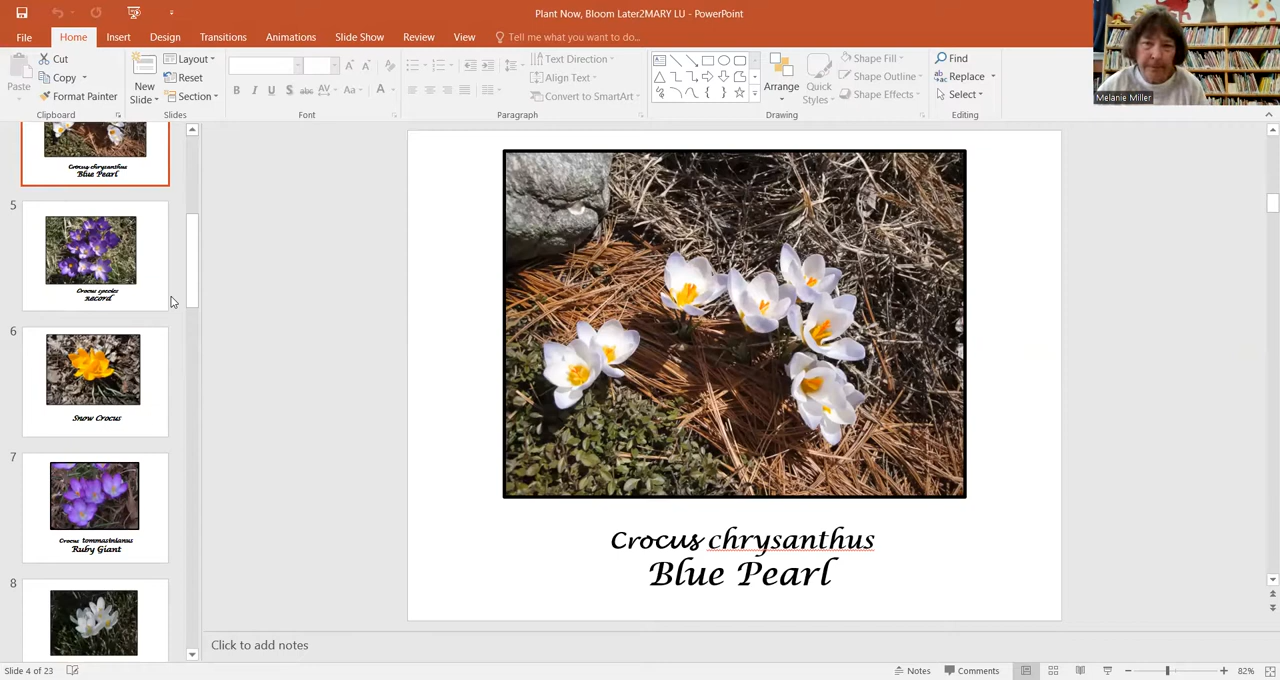 Plant Now, Bloom Later2MARY LU - PowerPoint
File Home Insert Design Transitions Animations Slide Show Review View Tell me what you want to do...
Paste
Cut
Copy
Format Painter
Clipboard
New
Slide
Layout
Reset
Section
Slides
B I U S abc AV Aa A
Font
Text Direction
Align Text
Convert to SmartArt
Paragraph
Arrange
Quick
Styles
Shape Fill
Shape Outline
Shape Effects
Drawing
Find
Replace
Select
Editing
Melanie Miller
Crocus chrysanthus
Blue Pearl
5
Crocus species
Record
6
Snow Crocus
7
Crocus tommasinianus
Ruby Giant
8
Crocus chrysanthus
Blue Pearl
Click to add notes
Slide 4 of 23
Notes
Comments
82%